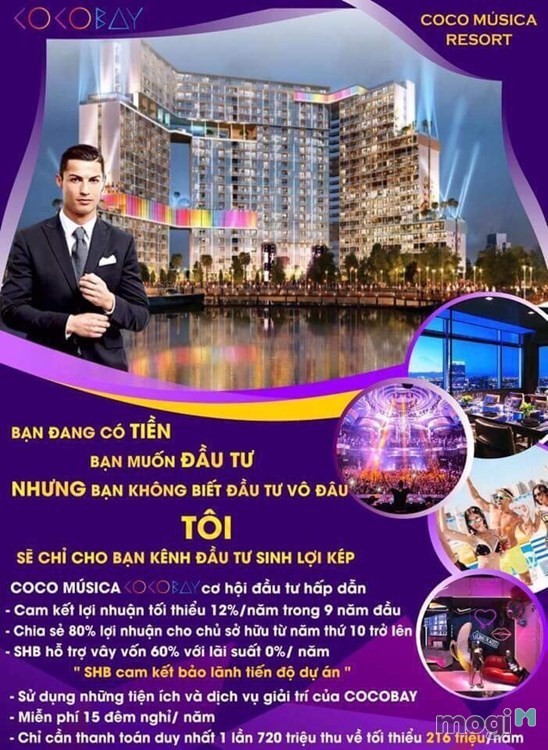 COCOBAY
COCO MÚSICA
RESORT
BẠN ĐANG CÓ TIỀN
BẠN MUỐN ĐẦU TƯ
NHƯNG BẠN KHÔNG BIẾT ĐẦU TƯ VÔ ĐÂU
TÔI
SẼ CHỈ CHO BẠN KÊNH ĐẦU TƯ SINH LỢI KÉP
COCO MÚSICA COCOBAY cơ hội đầu tư hấp dẫn
- Cam kết lợi nhuận tối thiểu 12%/năm trong 9 năm đầu
- Chia sẻ 80% lợi nhuận cho chủ sở hữu từ năm thứ 10 trở lên
- SHB hỗ trợ vây vốn 60% với lãi suất 0%/ năm
" SHB cam kết bảo lãnh tiến độ dự án "
- Sử dụng những tiện ích và dịch vụ giải trí của COCOBAY
- Miễn phí 15 đêm nghỉ/ năm
- Chỉ cần thanh toán duy nhất 1 lần 720 triệu thu về tối thiểu 216 triệu/năm
mogi